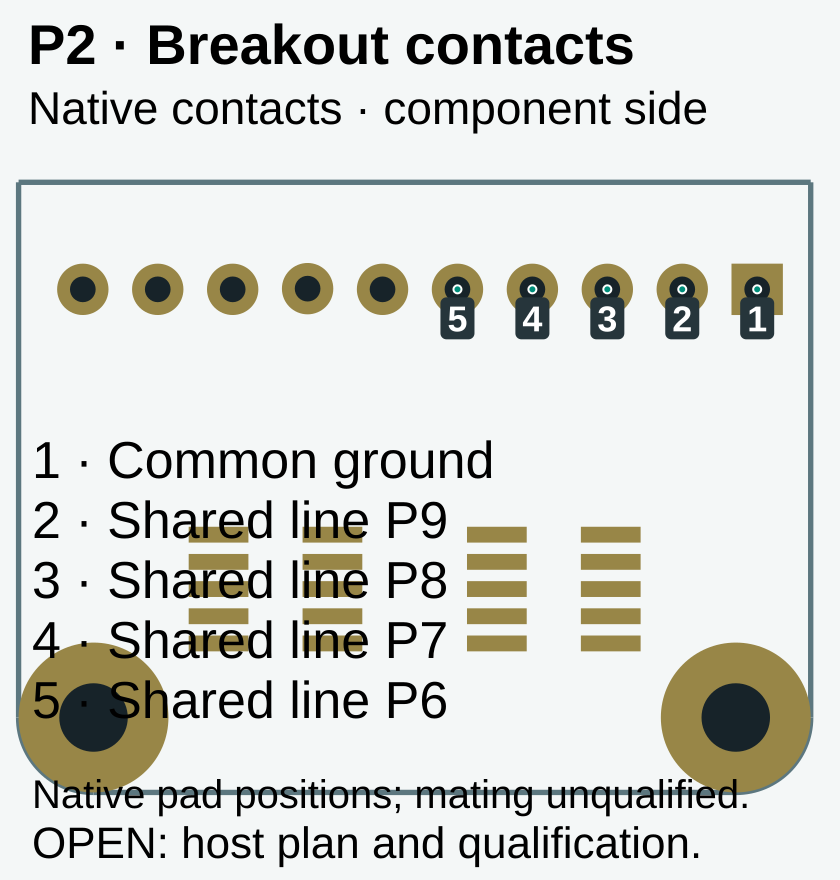 P2 · Breakout contacts
Native contacts · component side
5 4 3 2 1
1 · Common ground
2 · Shared line P9
3 · Shared line P8
4 · Shared line P7
5 · Shared line P6
Native pad positions; mating unqualified.
OPEN: host plan and qualification.